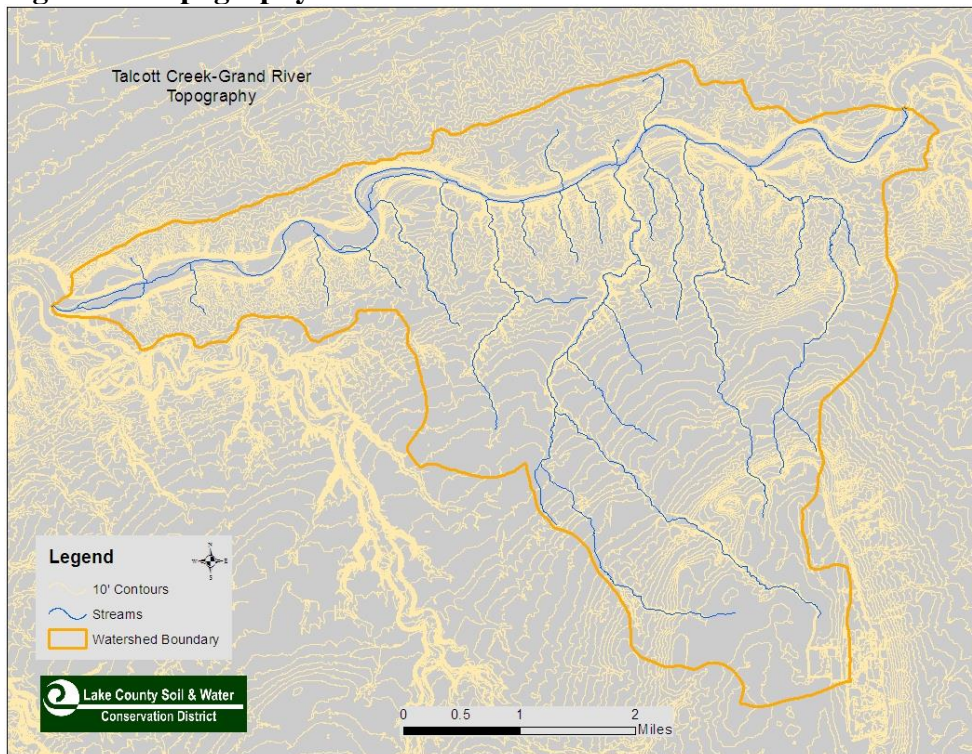 Talcott Creek-Grand River
Topography
Legend
N
W E
S
10' Contours
Streams
Watershed Boundary
Lake County Soil & Water
Conservation District
0 0.5 1 2
Miles